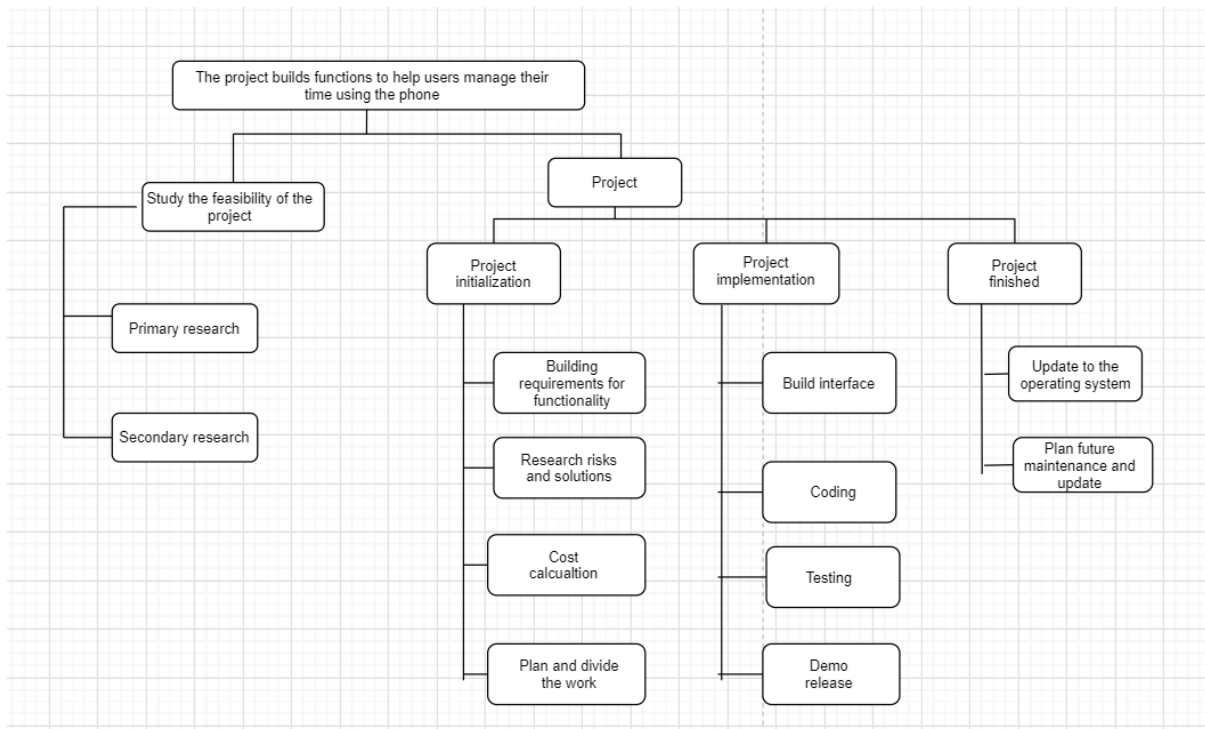 The project builds functions to help users manage their
time using the phone
Study the feasibility of the
project
Primary research
Secondary research
Project
Project
initialization
Building
requirements for
functionality
Research risks
and solutions
Cost
calcualtion
Plan and divide
the work
Project
implementation
Build interface
Coding
Testing
Demo
release
Project
finished
Update to the
operating system
Plan future
maintenance and
update